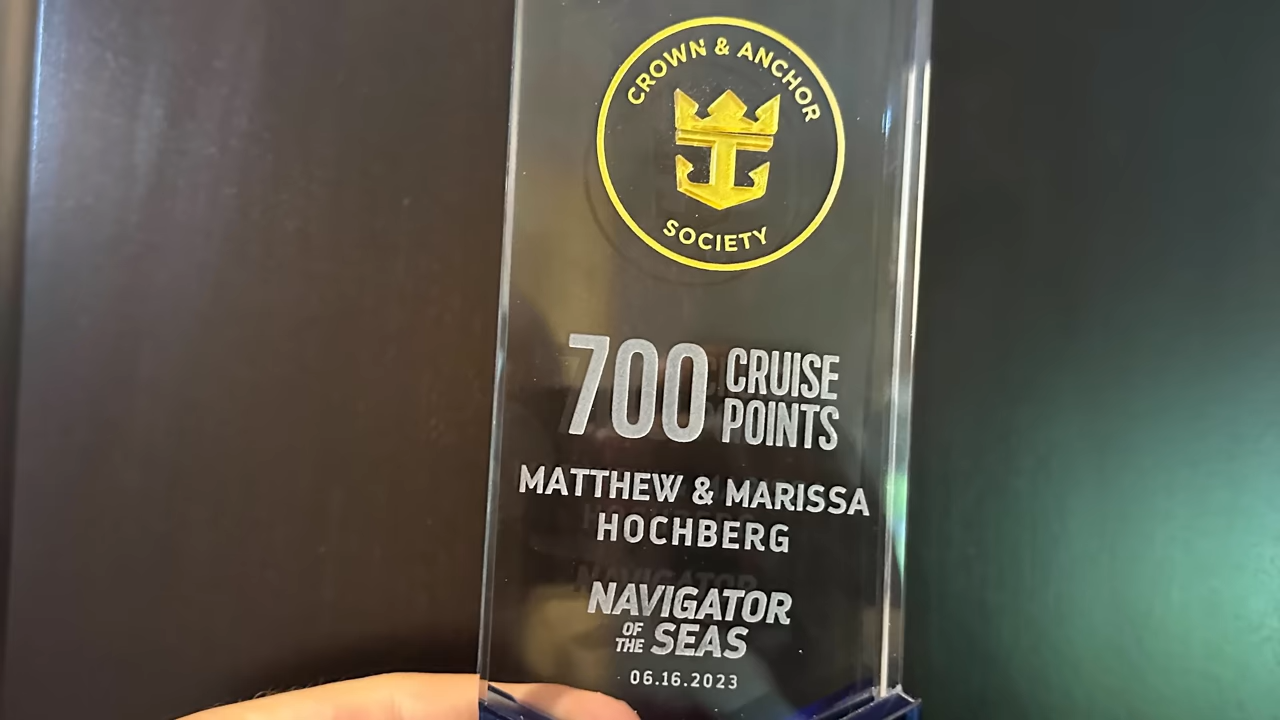 CROWN & ANCHOR
SOCIETY
700 CRUISE
POINTS
MATTHEW & MARISSA
HOCHBERG
NAVIGATOR
OF
THE SEAS
06.16.2023